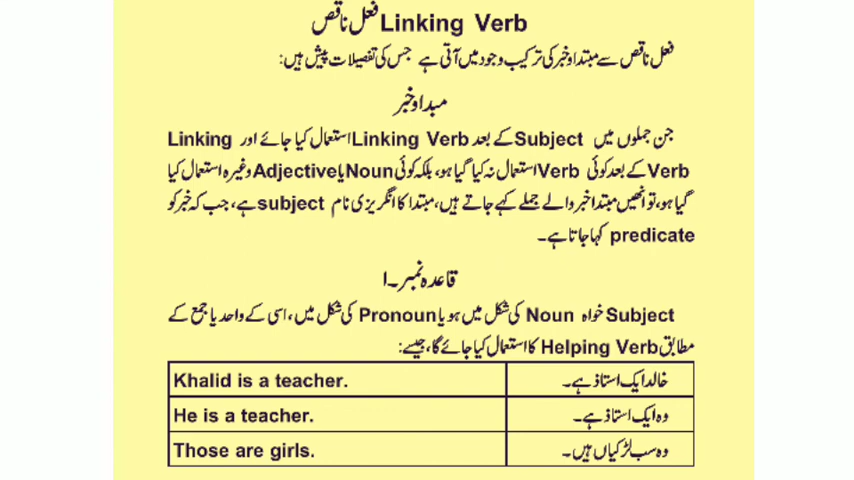 Linking Verb فعل ناقص
فعل ناقص سے مبتدا و خبر کی ترکیب وجود میں آتی ہے جس کی تفصیلات پیش ہیں:
مبدا و خبر
جن جملوں میں Subject کے بعد Linking Verb استعمال کیا جائے اور Linking
Verb کے بعد کوئی Verb استعمال نہ کیا گیا ہو، بلکہ کوئی Noun یا Adjective وغیرہ استعمال کیا
گیا ہو، تو انھیں مبتدا خبر والے جملے کہے جاتے ہیں، مبتدا کا انگریزی نام subject ہے، جب کہ خبر کو
predicate کہا جاتا ہے۔
قاعدہ نمبر۔۱
Subject خواہ Noun کی شکل میں ہو یا Pronoun کی شکل میں، اسی کے واحد یا جمع کے
مطابق Helping Verb کا استعمال کیا جائے گا، جیسے:
Khalid is a teacher. خالد ایک استاذ ہے۔
He is a teacher. وہ ایک استاذ ہے۔
Those are girls. وہ سب لڑکیاں ہیں۔